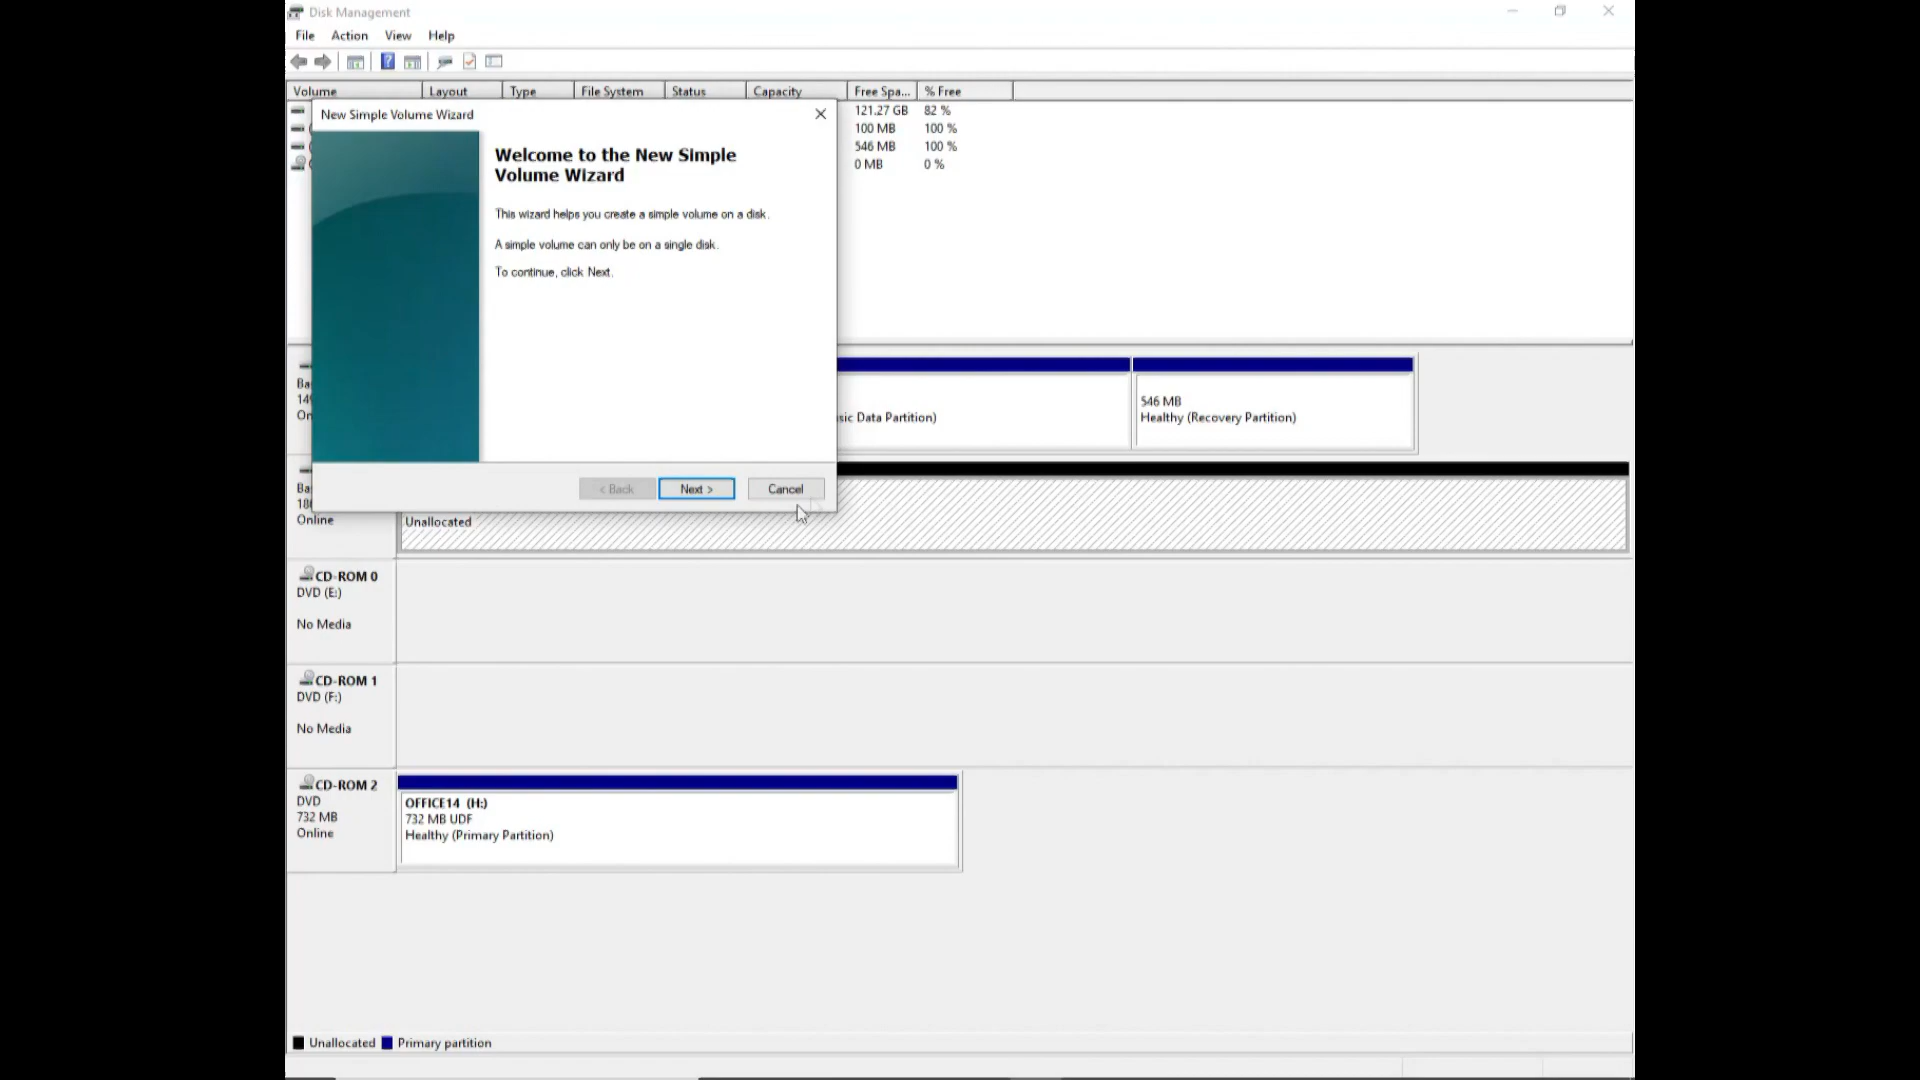 Disk Management
File Action View Help
Volume Layout Type File System Status Capacity Free Spa... % Free
121.27 GB 82 %
100 MB 100 %
546 MB 100 %
0 MB 0 %
New Simple Volume Wizard
Welcome to the New Simple
Volume Wizard
This wizard helps you create a simple volume on a disk.
A simple volume can only be on a single disk.
To continue, click Next.
< Back Next > Cancel
Ba
14
On
sic Data Partition)
546 MB
Healthy (Recovery Partition)
Ba
18
Online
Unallocated
CD-ROM 0
DVD (E:)
No Media
CD-ROM 1
DVD (F:)
No Media
CD-ROM 2
DVD
732 MB
Online
OFFICE14 (H:)
732 MB UDF
Healthy (Primary Partition)
Unallocated Primary partition